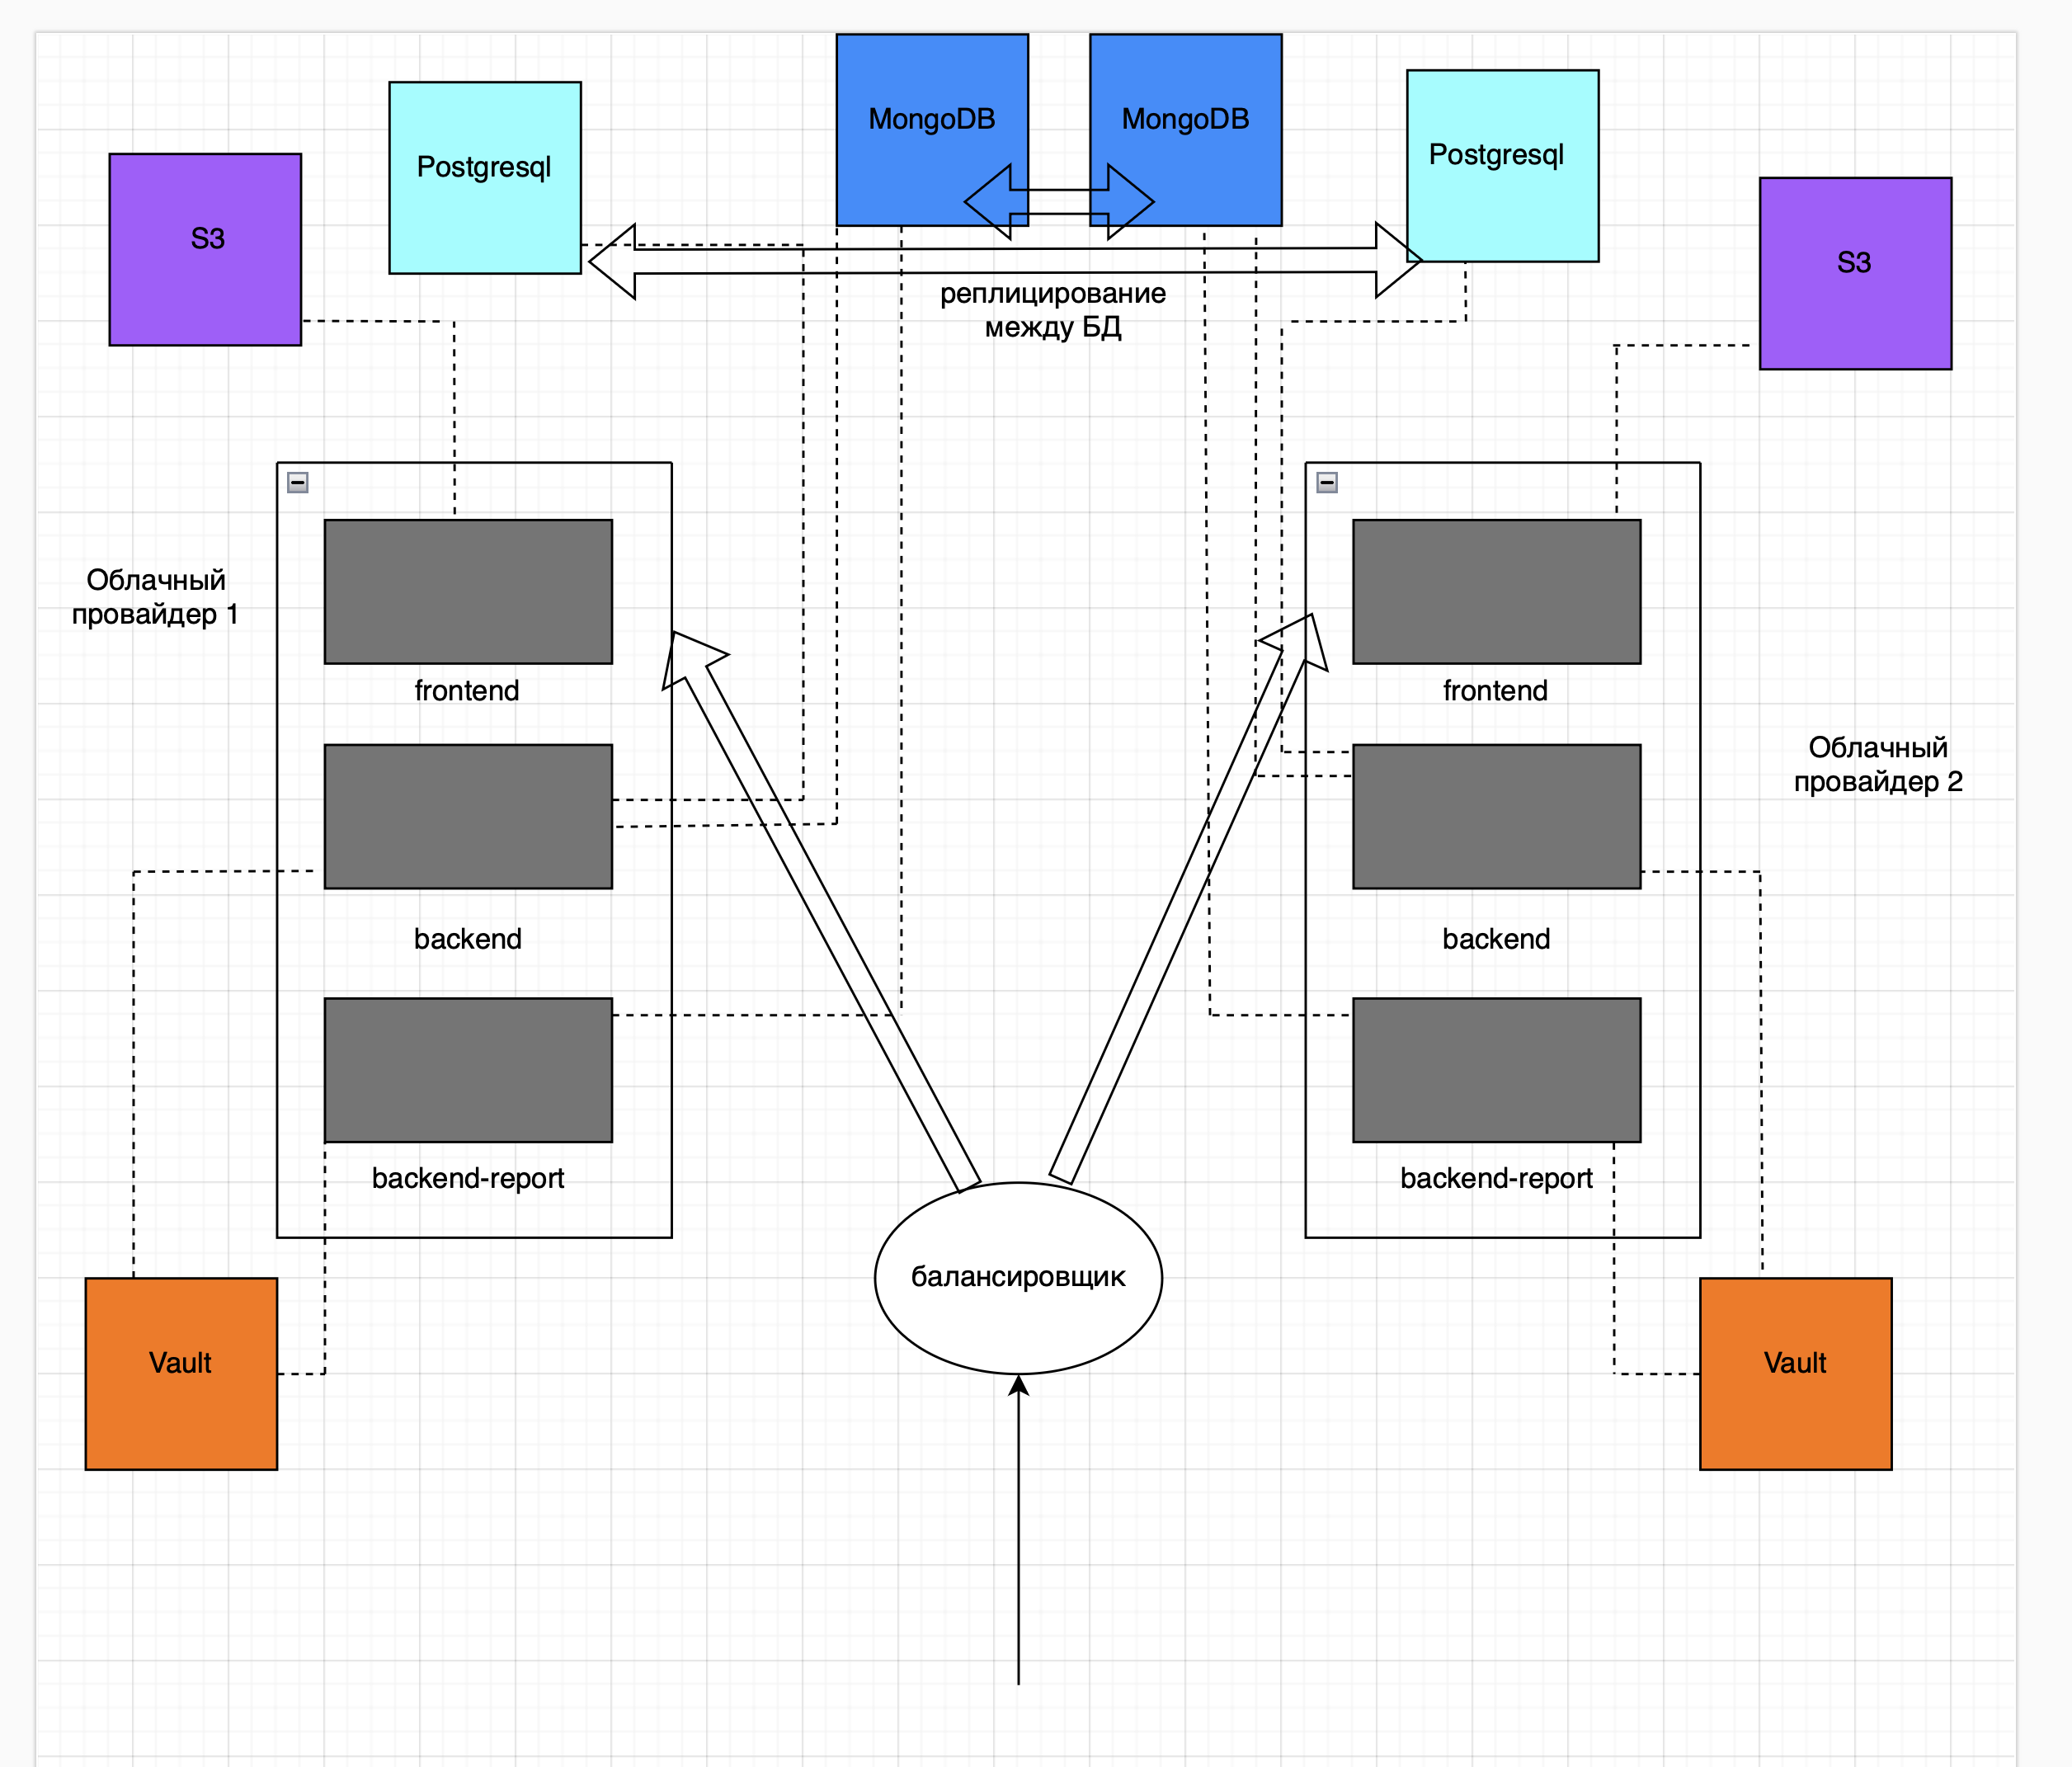 MongoDB
MongoDB
Postgresql
Postgresql
S3
S3
реплицирование
между БД
Облачный
провайдер 1
frontend
frontend
Облачный
провайдер 2
backend
backend
backend-report
backend-report
балансировщик
Vault
Vault